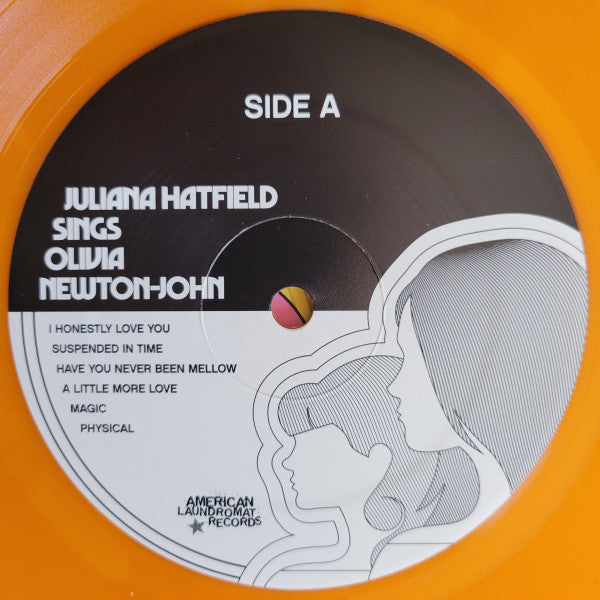 SIDE A
JULIANA HATFIELD
SINGS
OLIVIA
NEWTON-JOHN
I HONESTLY LOVE YOU
SUSPENDED IN TIME
HAVE YOU NEVER BEEN MELLOW
A LITTLE MORE LOVE
MAGIC
PHYSICAL
AMERICAN
LAUNDROMAT
RECORDS